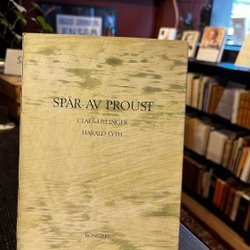 SPÅR AV PROUST
CLAES HYLINGER
HARALD LYTH
BONNIERS